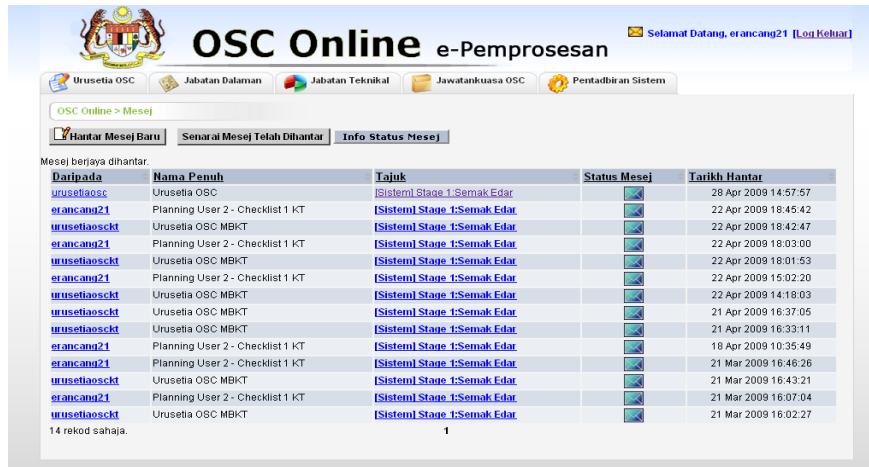 OSC Online e-Pemprosesan
Selamat Datang, erancang21 [Log Keluar]
Urusetia OSC Jabatan Dalaman Jabatan Teknikal Jawatankuasa OSC Pentadbiran Sistem
OSC Online > Mesej
Hantar Mesej Baru Senarai Mesej Telah Dihantar Info Status Mesej
Mesej berjaya dihantar.
Daripada Nama Penuh Tajuk Status Mesej Tarikh Hantar
urusetiaosc Urusetia OSC [Sistem] Stage 1:Semak Edar 28 Apr 2009 14:57:57
erancang21 Planning User 2 - Checklist 1 KT [Sistem] Stage 1:Semak Edar 22 Apr 2009 18:45:42
urusetiaosckt Urusetia OSC MBKT [Sistem] Stage 1:Semak Edar 22 Apr 2009 18:42:47
erancang21 Planning User 2 - Checklist 1 KT [Sistem] Stage 1:Semak Edar 22 Apr 2009 18:03:00
urusetiaosckt Urusetia OSC MBKT [Sistem] Stage 1:Semak Edar 22 Apr 2009 18:01:53
erancang21 Planning User 2 - Checklist 1 KT [Sistem] Stage 1:Semak Edar 22 Apr 2009 15:02:20
urusetiaosckt Urusetia OSC MBKT [Sistem] Stage 1:Semak Edar 22 Apr 2009 14:18:03
urusetiaosckt Urusetia OSC MBKT [Sistem] Stage 1:Semak Edar 21 Apr 2009 16:37:05
urusetiaosckt Urusetia OSC MBKT [Sistem] Stage 1:Semak Edar 21 Apr 2009 16:33:11
erancang21 Planning User 2 - Checklist 1 KT [Sistem] Stage 1:Semak Edar 18 Apr 2009 10:35:49
erancang21 Planning User 2 - Checklist 1 KT [Sistem] Stage 1:Semak Edar 21 Mar 2009 16:46:26
urusetiaosckt Urusetia OSC MBKT [Sistem] Stage 1:Semak Edar 21 Mar 2009 16:43:21
erancang21 Planning User 2 - Checklist 1 KT [Sistem] Stage 1:Semak Edar 21 Mar 2009 16:07:04
urusetiaosckt Urusetia OSC MBKT [Sistem] Stage 1:Semak Edar 21 Mar 2009 16:02:27
14 rekod sahaja. 1